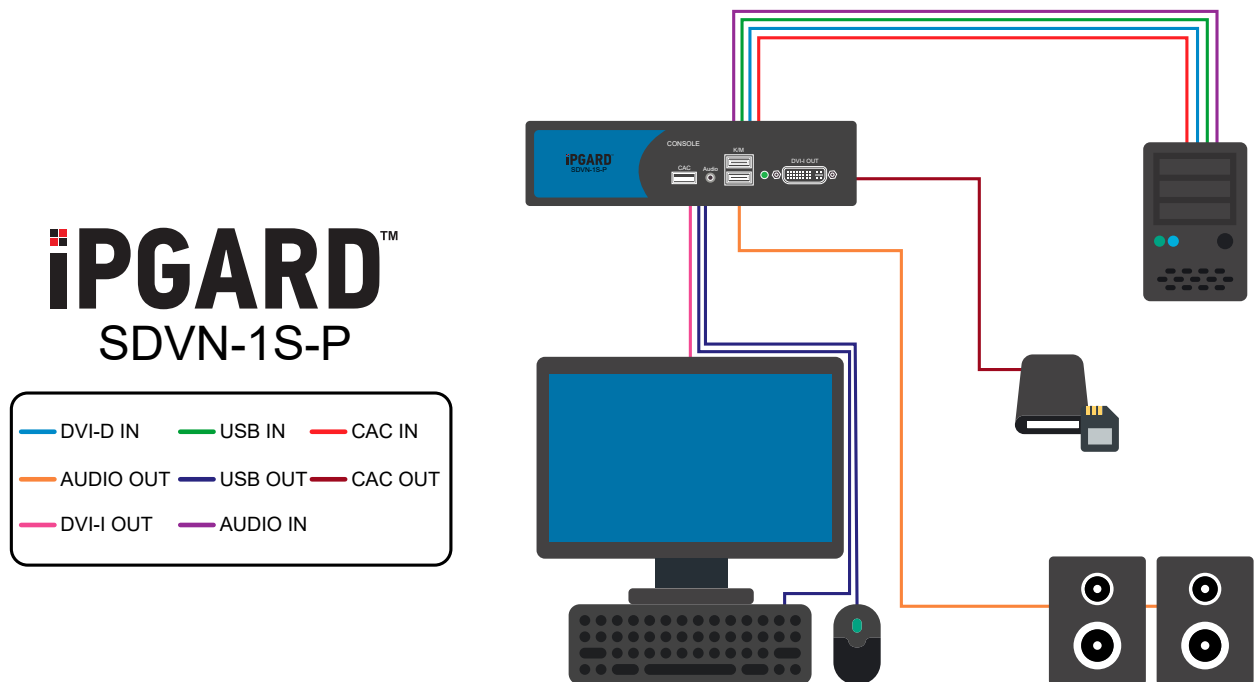 CONSOLE
K/M
CAC
Audio
DVI-I OUT
iPGARD
SDVN-1S-P
iPGARD™
SDVN-1S-P
DVI-D IN
USB IN
CAC IN
AUDIO OUT
USB OUT
CAC OUT
DVI-I OUT
AUDIO IN